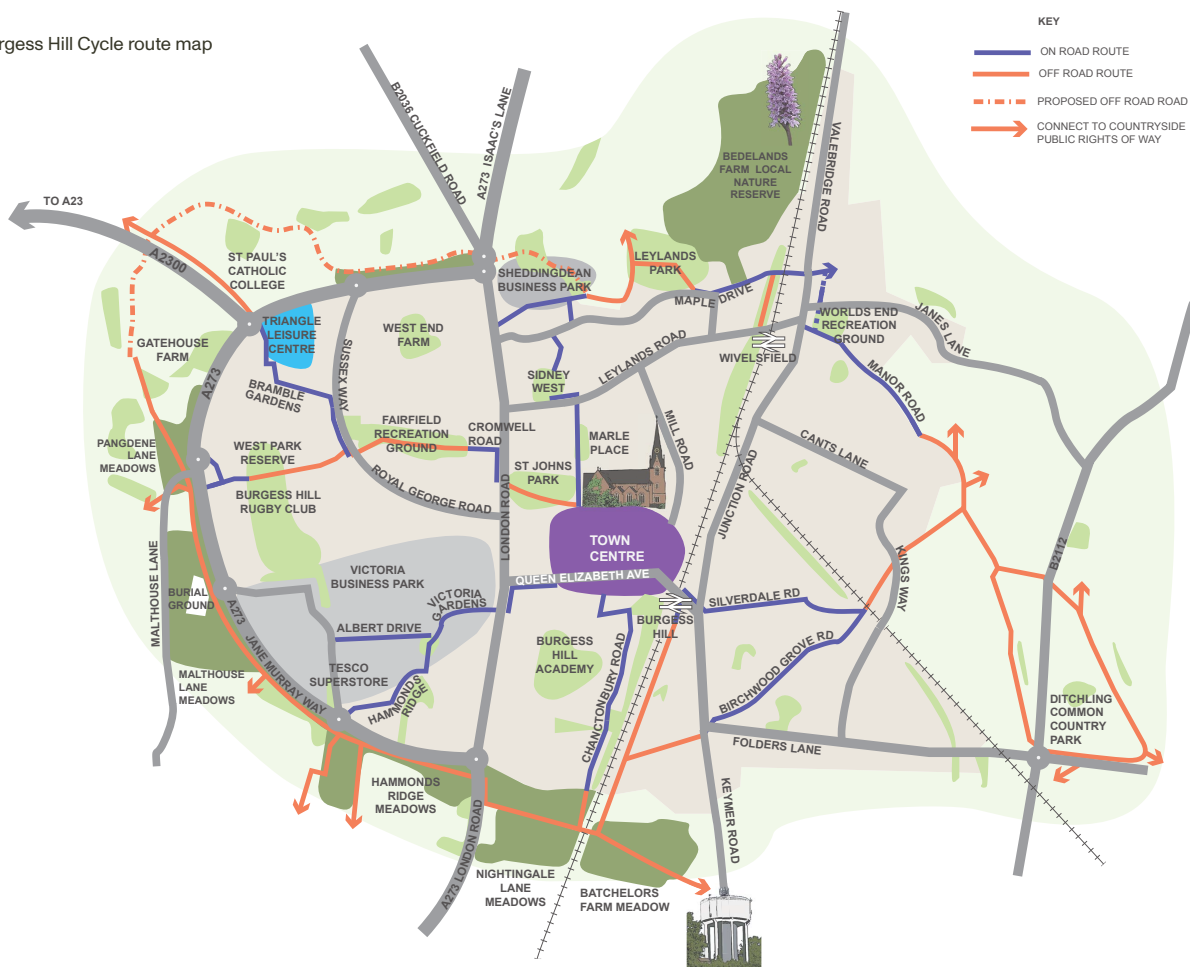 rgess Hill Cycle route map
KEY
ON ROAD ROUTE
OFF ROAD ROUTE
PROPOSED OFF ROAD ROAD
CONNECT TO COUNTRYSIDE
PUBLIC RIGHTS OF WAY
B2036 CUCKFIELD ROAD
A273 ISAAC'S LANE
VALEBRIDGE ROAD
BEDELANDS
FARM LOCAL
NATURE
RESERVE
TO A23
A2300
ST PAUL'S
CATHOLIC
COLLEGE
SHEDDINGDEAN
BUSINESS PARK
LEYLANDS
PARK
MAPLE DRIVE
TRIANGLE
LEISURE
CENTRE
WEST END
FARM
WORLDS END
RECREATION
GROUND
JANES LANE
GATEHOUSE
FARM
SUSSEX WAY
LEYLANDS ROAD
WIVELSFIELD
A273
BRAMBLE
GARDENS
SIDNEY
WEST
MANOR ROAD
PANGDENE
LANE
MEADOWS
WEST PARK
RESERVE
FAIRFIELD
RECREATION
GROUND
CROMWELL
ROAD
MARLE
PLACE
MILL ROAD
CANTS LANE
BURGESS HILL
RUGBY CLUB
ROYAL GEORGE ROAD
ST JOHNS
PARK
LONDON ROAD
JUNCTION ROAD
TOWN
CENTRE
MALTHOUSE LANE
VICTORIA
BUSINESS PARK
QUEEN ELIZABETH AVE
KINGS WAY
B2112
BURIAL
GROUND
A273
VICTORIA
GARDENS
SILVERDALE RD
ALBERT DRIVE
BURGESS
HILL
BURGESS
HILL
ACADEMY
JANE MURRAY WAY
TESCO
SUPERSTORE
MALTHOUSE
LANE
MEADOWS
HAMMONDS
RIDGE
CHANCTONBURY ROAD
BIRCHWOOD GROVE RD
DITCHLING
COMMON
COUNTRY
PARK
FOLDERS LANE
HAMMONDS
RIDGE
MEADOWS
KEYMER ROAD
A273 LONDON ROAD
NIGHTINGALE
LANE
MEADOWS
BATCHELORS
FARM MEADOW